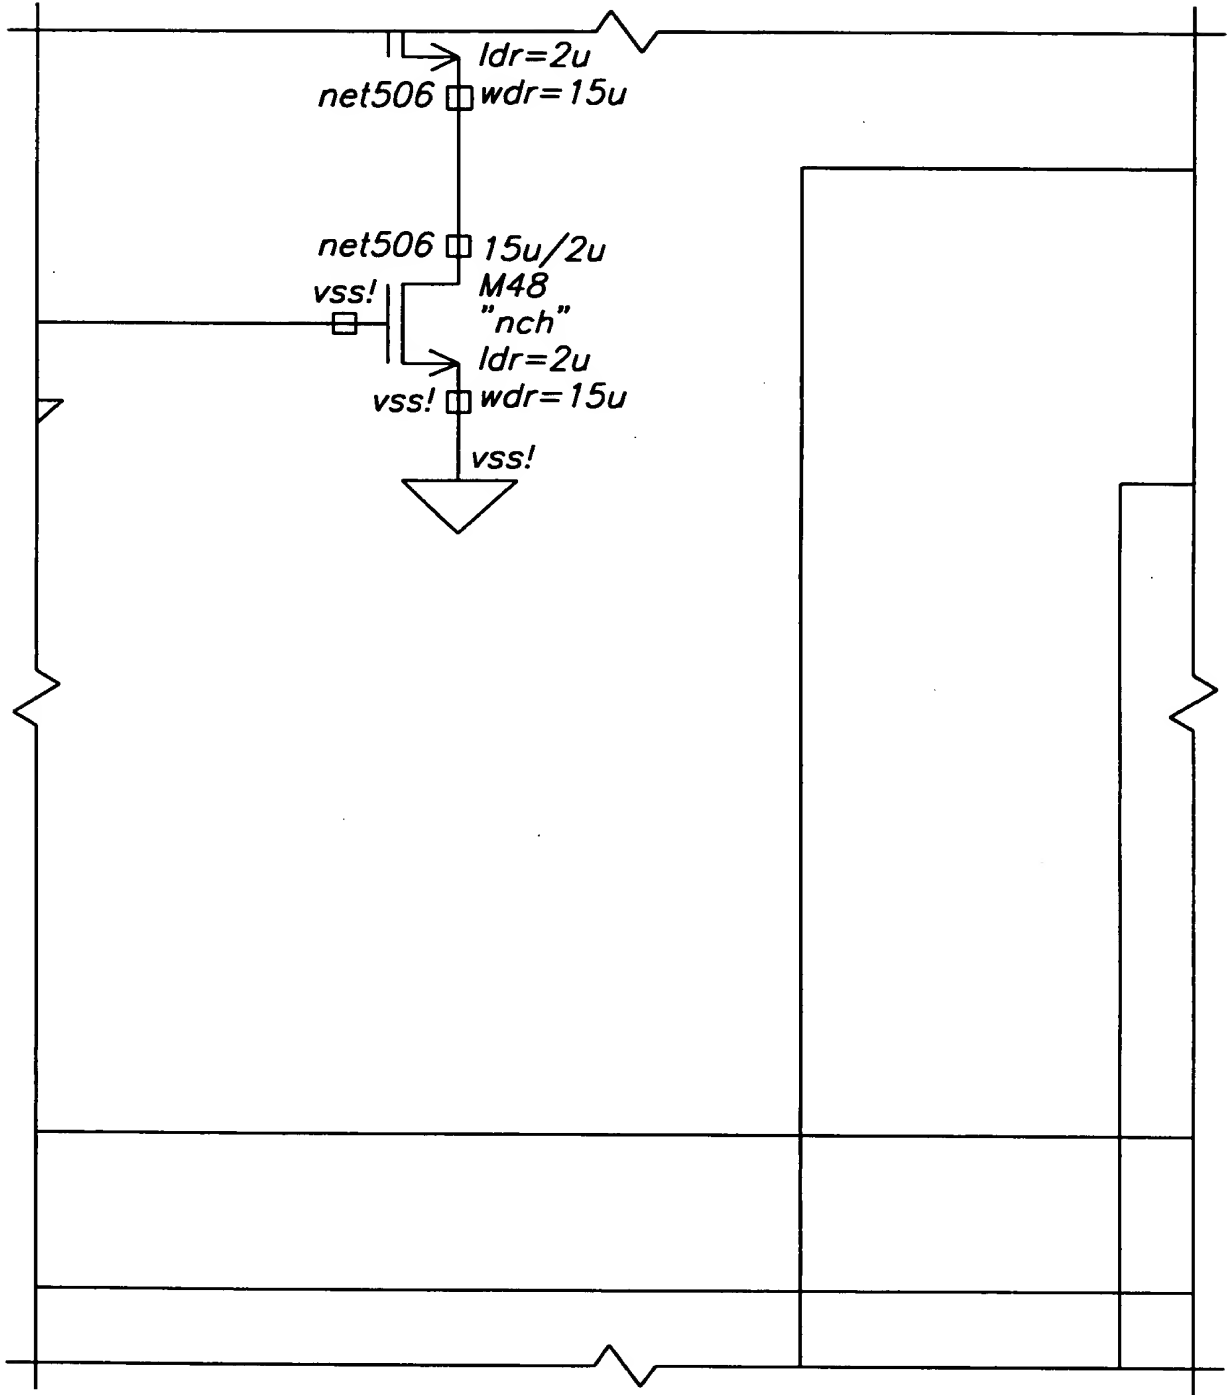 ldr=2u
net506 wdr=15u
net506 15u/2u
vss! M48
"nch"
ldr=2u
vss! wdr=15u
vss!